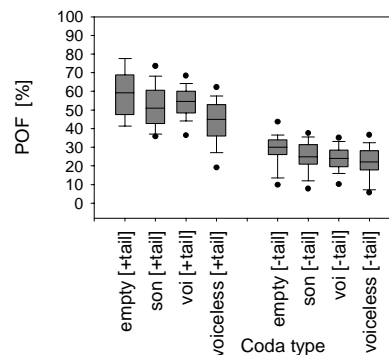 POF [%]
100
90
80
70
60
50
40
30
20
10
0
empty [+tail]
son [+tail]
voi [+tail]
voiceless [+tail]
empty [-tail]
son [-tail]
voi [-tail]
voiceless [-tail]
Coda type